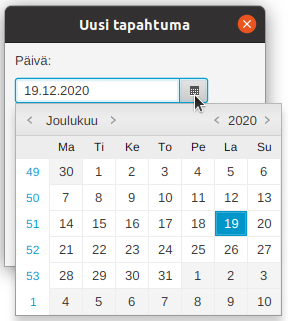 Uusi tapahtuma
Päivä:
19.12.2020
Joulukuu 2020
Ma Ti Ke To Pe La Su
49 30 1 2 3 4 5 6
50 7 8 9 10 11 12 13
51 14 15 16 17 18 19 20
52 21 22 23 24 25 26 27
53 28 29 30 31 1 2 3
1 4 5 6 7 8 9 10